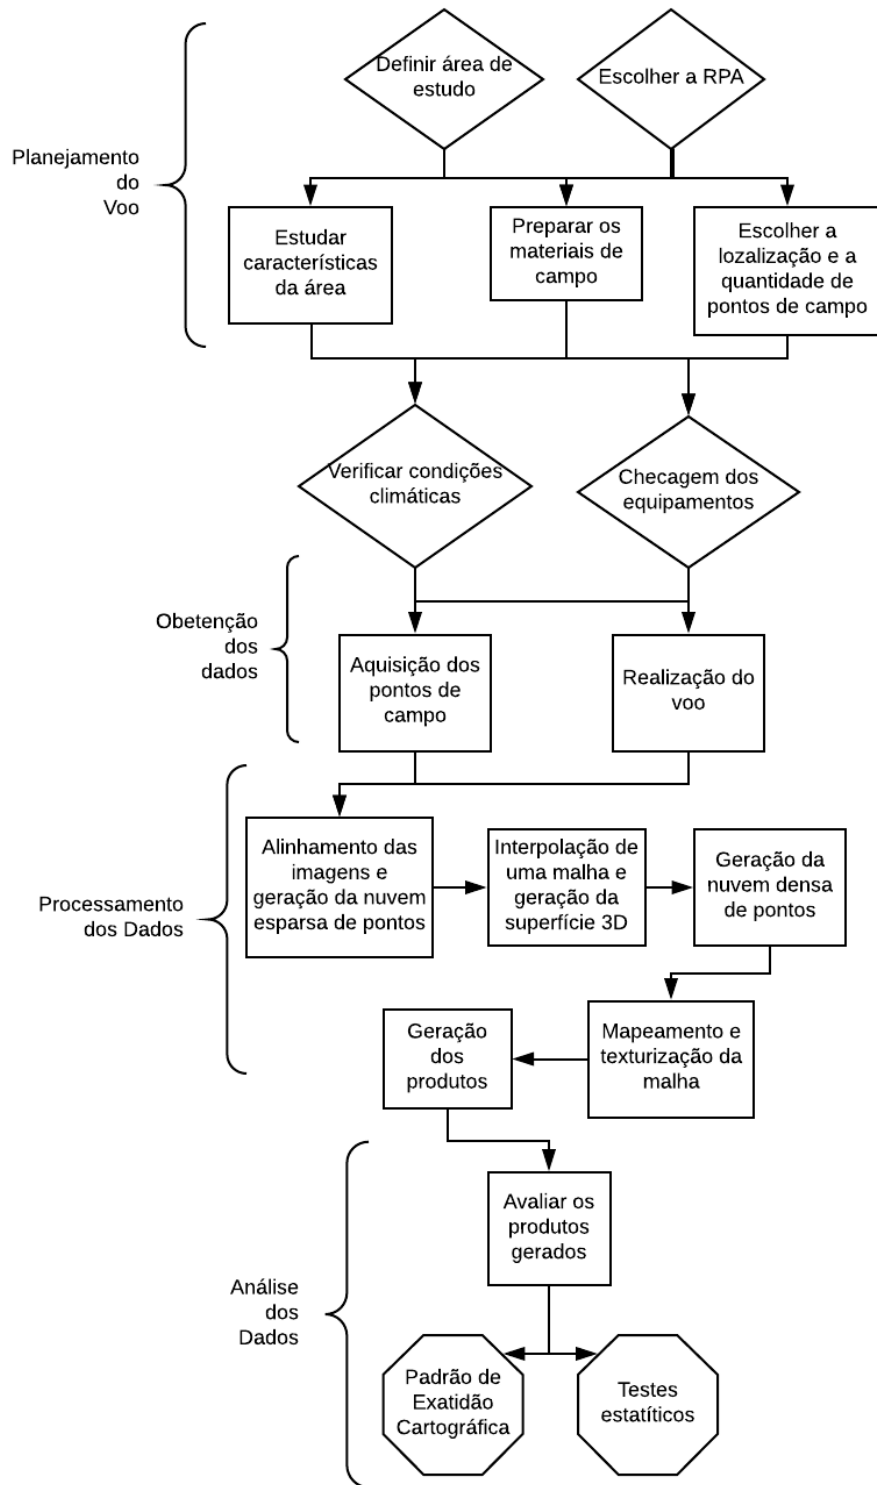 Definir área de
estudo
Escolher a RPA
Planejamento
do
Voo
Estudar
características
da área
Preparar os
materiais de
campo
Escolher a
lozalização e a
quantidade de
pontos de campo
Verificar condições
climáticas
Checagem dos
equipamentos
Obetenção
dos
dados
Aquisição dos
pontos de
campo
Realização do
voo
Processamento
dos Dados
Alinhamento das
imagens e
geração da nuvem
esparsa de pontos
Interpolação de
uma malha e
geração da
superfície 3D
Geração da
nuvem densa
de pontos
Mapeamento e
texturização da
malha
Geração
dos
produtos
Análise
dos
Dados
Avaliar os
produtos
gerados
Padrão de
Exatidão
Cartográfica
Testes
estatíticos